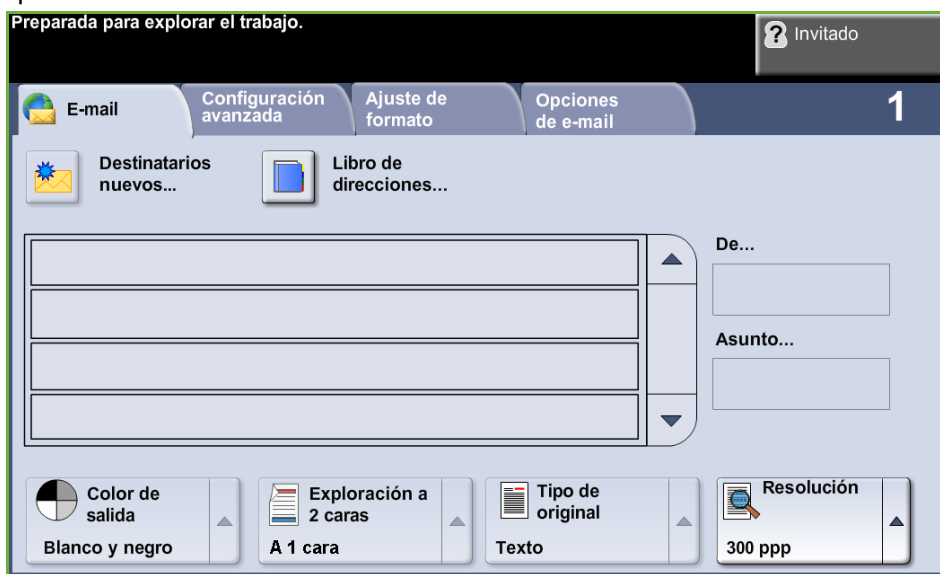 Preparada para explorar el trabajo.
Invitado
E-mail
Configuración
avanzada
Ajuste de
formato
Opciones
de e-mail
1
Destinatarios
nuevos...
Libro de
direcciones...
De...
Asunto...
Color de
salida
Blanco y negro
Exploración a
2 caras
A 1 cara
Tipo de
original
Texto
Resolución
300 ppp